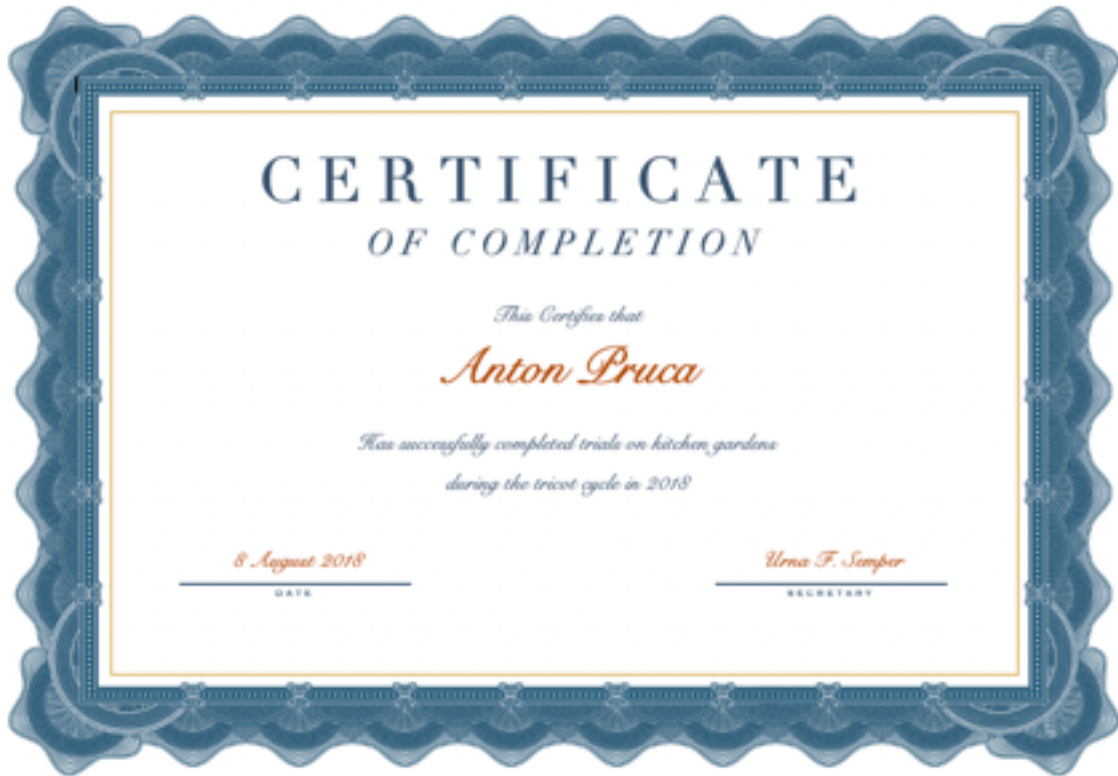 CERTIFICATE
OF COMPLETION
This Certifies that
Anton Pruca
Has successfully completed trials on kitchen gardens
during the tricot cycle in 2018
8 August 2018
Urna F. Semper
DATE
SECRETARY